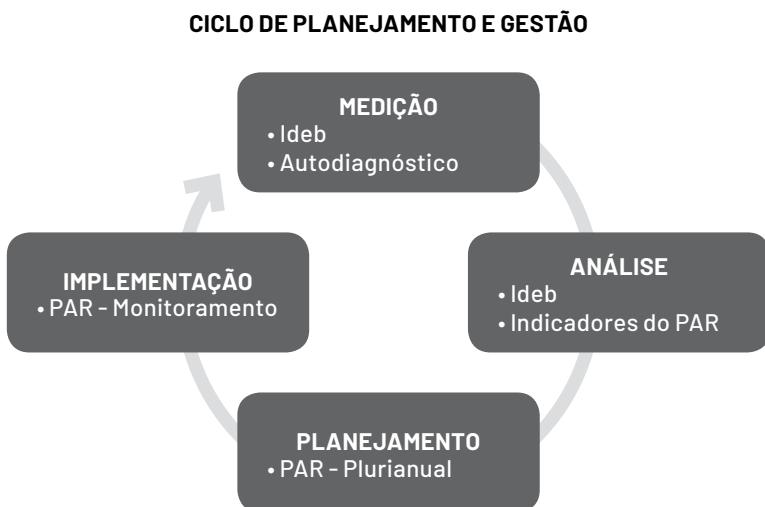 CICLO DE PLANEJAMENTO E GESTÃO
MEDIÇÃO
• Ideb
• Autodiagnóstico
ANÁLISE
• Ideb
• Indicadores do PAR
PLANEJAMENTO
• PAR - Plurianual
IMPLEMENTAÇÃO
• PAR - Monitoramento